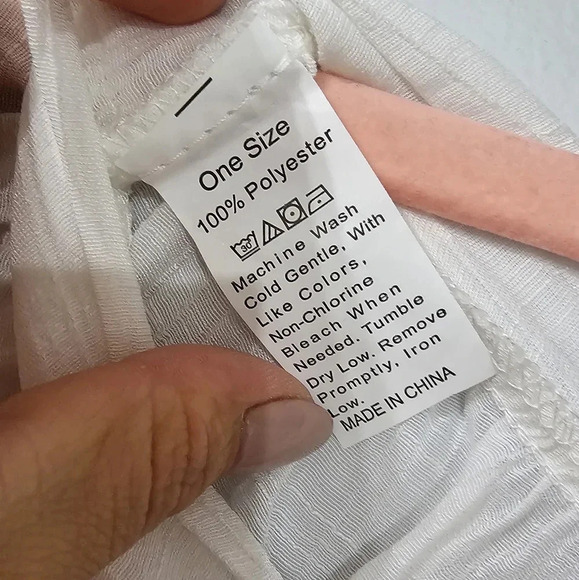 One Size
100% Polyester
30
Machine Wash
Cold Gentle, With
Like Colors,
Non-Chlorine
Bleach When
Needed. Tumble
Dry Low. Remove
Promptly, Iron
Low.
MADE IN CHINA